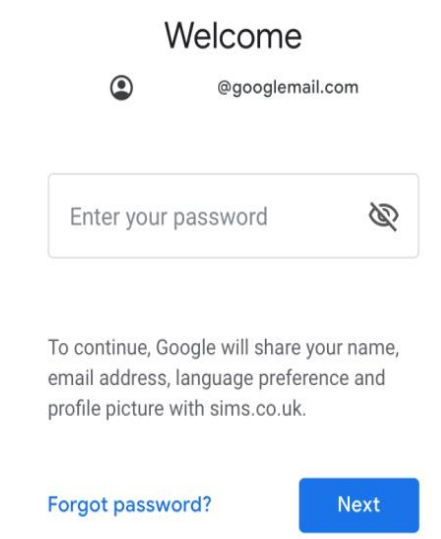 Welcome
@googlemail.com
Enter your password
To continue, Google will share your name,
email address, language preference and
profile picture with sims.co.uk.
Forgot password?
Next